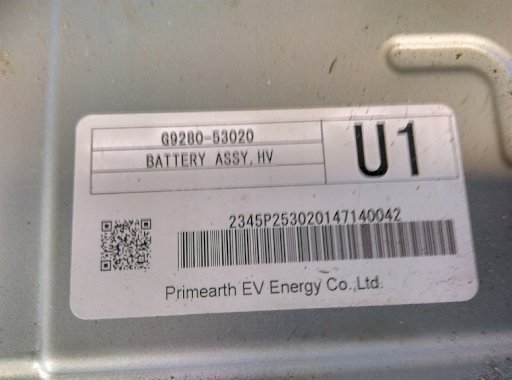 G9280-53020
BATTERY ASSY, HV
U1
2345P253020147140042
Primearth EV Energy Co.,Ltd.